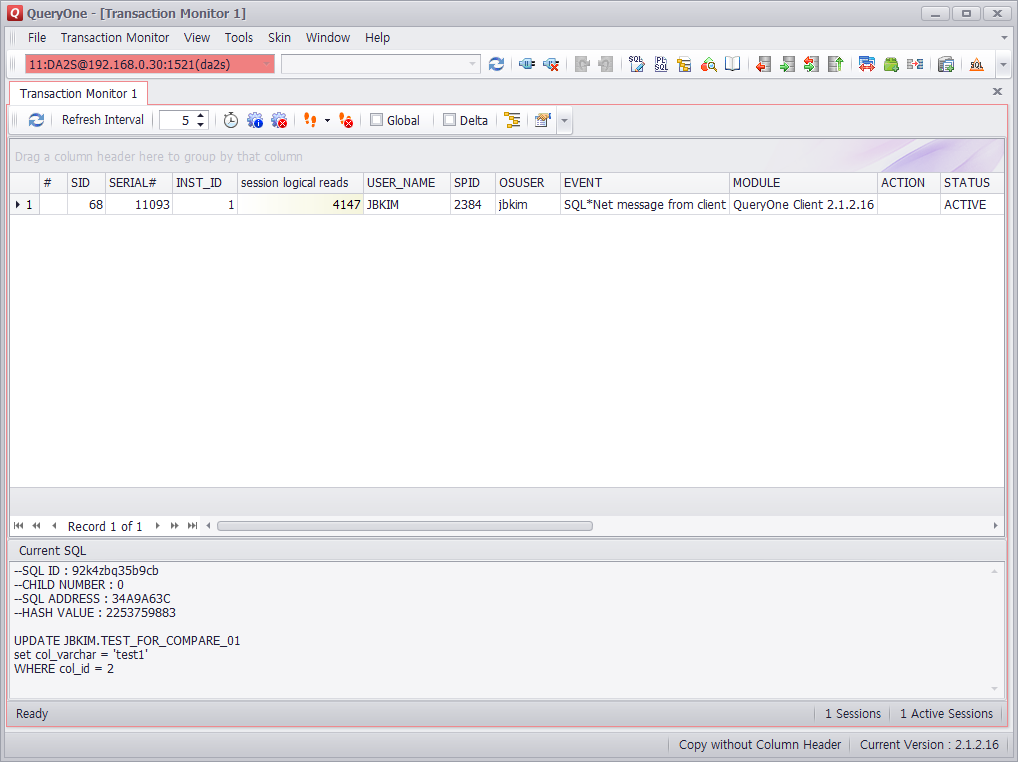 QueryOne - [Transaction Monitor 1]
File Transaction Monitor View Tools Skin Window Help
11:DA2S@192.168.0.30:1521(da2s)
Transaction Monitor 1
Refresh Interval 5 Global Delta
Drag a column header here to group by that column
# SID SERIAL# INST_ID session logical reads USER_NAME SPID OSUSER EVENT MODULE ACTION STATUS
1 68 11093 1 4147 JBKIM 2384 jbkim SQL*Net message from client QueryOne Client 2.1.2.16 ACTIVE
Record 1 of 1
Current SQL
--SQL ID : 92k4zbq35b9cb
--CHILD NUMBER : 0
--SQL ADDRESS : 34A9A63C
--HASH VALUE : 2253759883
UPDATE JBKIM.TEST_FOR_COMPARE_01
set col_varchar = 'test1'
WHERE col_id = 2
Ready 1 Sessions 1 Active Sessions
Copy without Column Header Current Version : 2.1.2.16